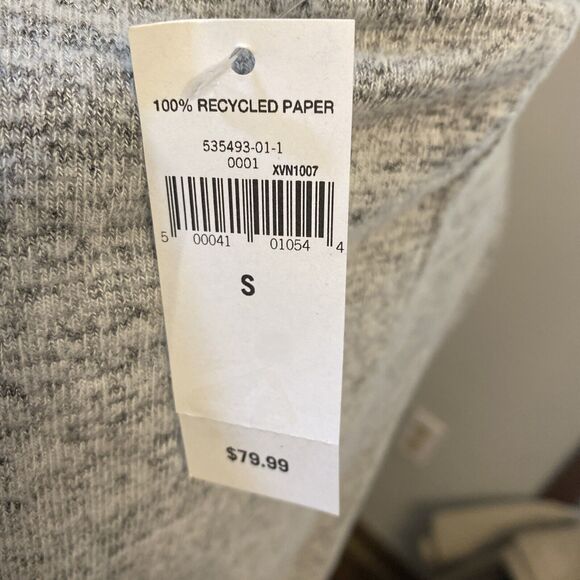 100% RECYCLED PAPER
535493-01-1
0001 XVN1007
5 00041 01054 4
S
$79.99